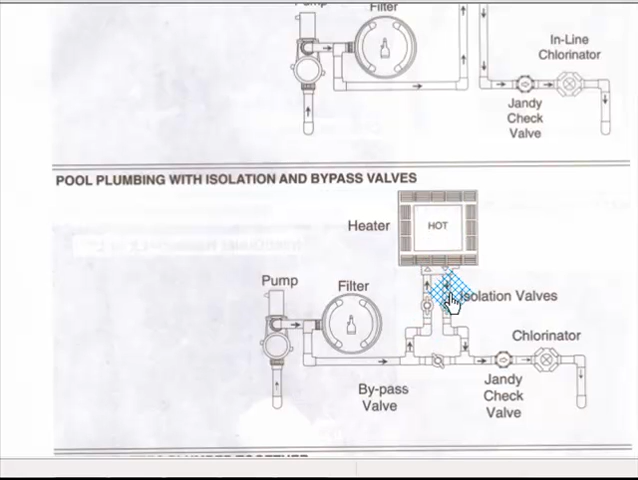 Pump
Filter
In-Line
Chlorinator
Jandy
Check
Valve
POOL PLUMBING WITH ISOLATION AND BYPASS VALVES
Heater
HOT
Pump
Filter
Isolation Valves
Chlorinator
By-pass
Valve
Jandy
Check
Valve